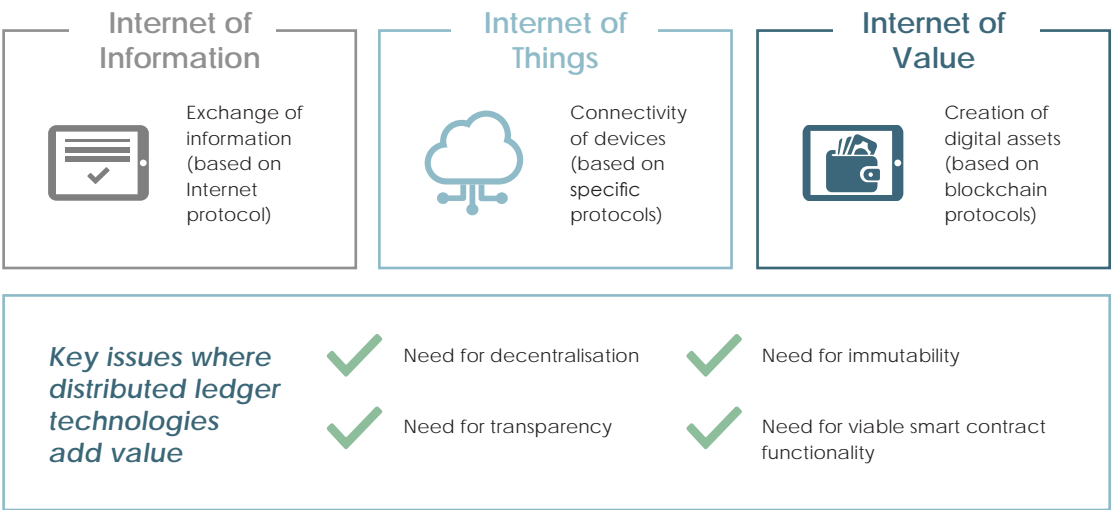 Internet of
Information
Exchange of
information
(based on
Internet
protocol)
Internet of
Things
Connectivity
of devices
(based on
specific
protocols)
Internet of
Value
Creation of
digital assets
(based on
blockchain
protocols)
Key issues where
distributed ledger
technologies
add value
Need for decentralisation
Need for immutability
Need for transparency
Need for viable smart contract
functionality